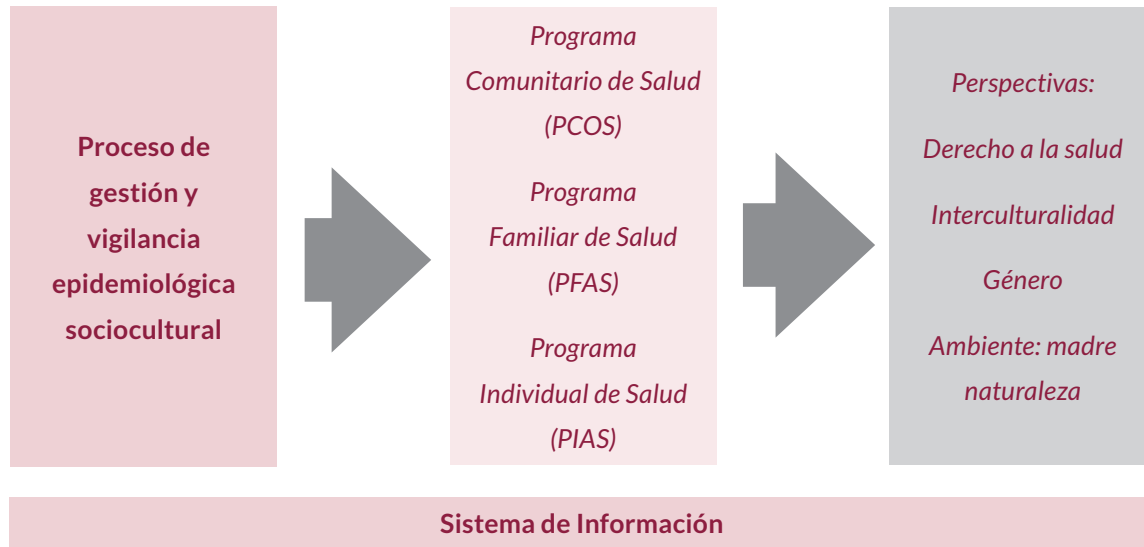 Proceso de
gestión y
vigilancia
epidemiológica
sociocultural
Programa
Comunitario de Salud
(PCOS)
Programa
Familiar de Salud
(PFAS)
Programa
Individual de Salud
(PIAS)
Perspectivas:
Derecho a la salud
Interculturalidad
Género
Ambiente: madre
naturaleza
Sistema de Información